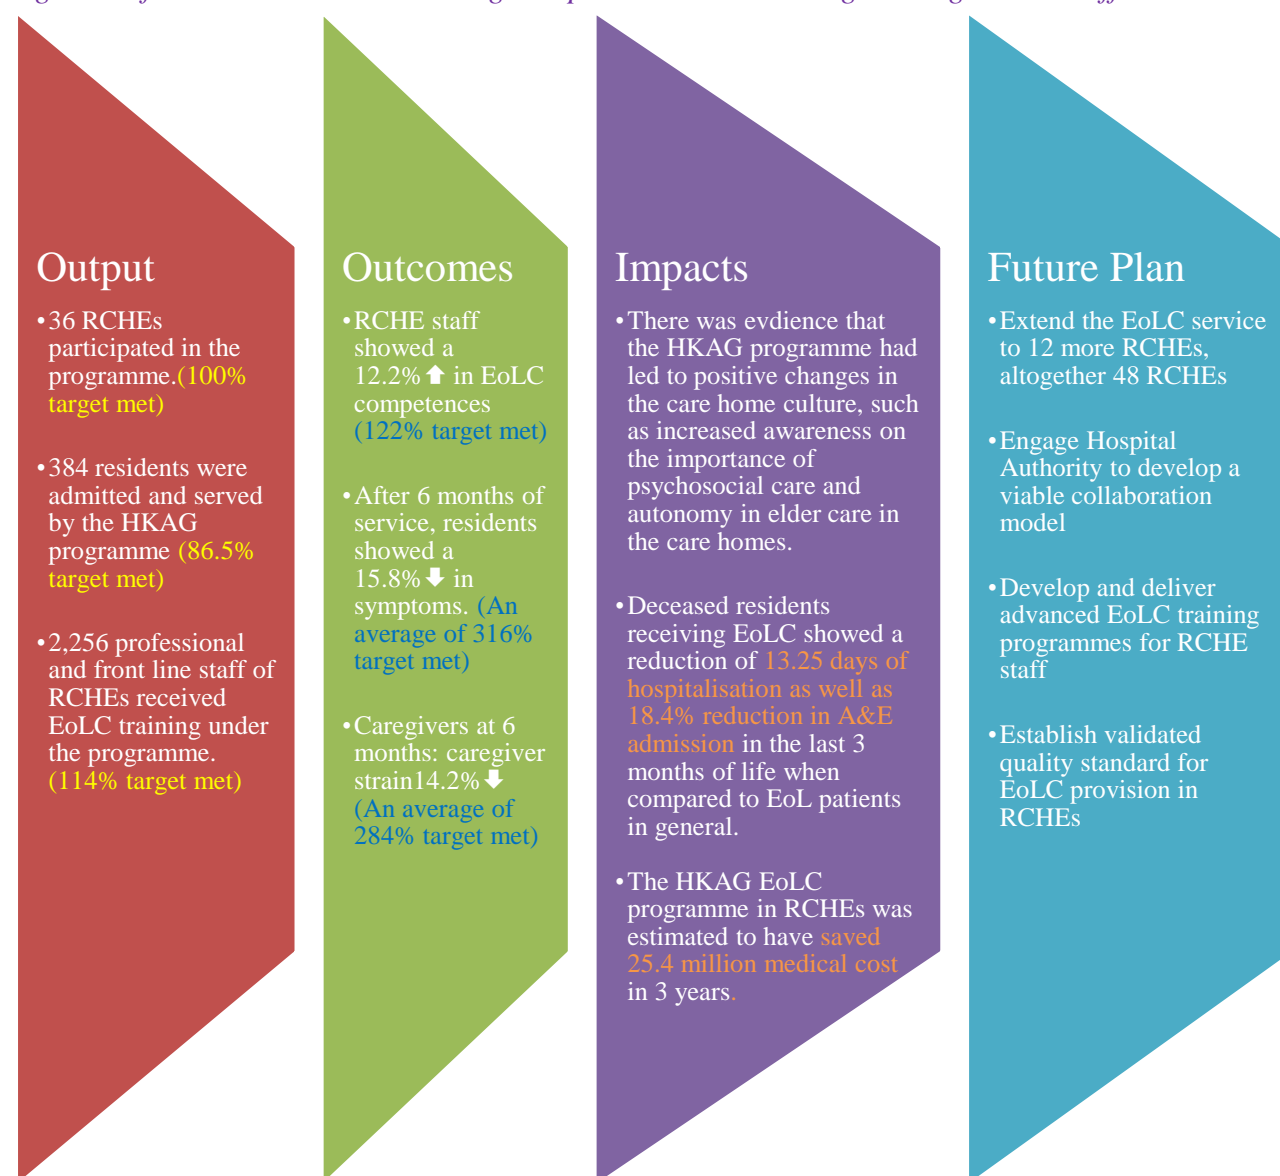 Output
•36 RCHEs
participated in the
programme.(100%
target met)
•384 residents were
admitted and served
by the HKAG
programme (86.5%
target met)
•2,256 professional
and front line staff of
RCHEs received
EoLC training under
the programme.
(114% target met)
Outcomes
•RCHE staff
showed a
12.2%⬆ in EoLC
competences
(122% target met)
•After 6 months of
service, residents
showed a
15.8%⬇ in
symptoms. (An
average of 316%
target met)
•Caregivers at 6
months: caregiver
strain14.2%⬇
(An average of
284% target met)
Impacts
•There was evdience that
the HKAG programme had
led to positive changes in
the care home culture, such
as increased awareness on
the importance of
psychosocial care and
autonomy in elder care in
the care homes.
•Deceased residents
receiving EoLC showed a
reduction of 13.25 days of
hospitalisation as well as
18.4% reduction in A&E
admission in the last 3
months of life when
compared to EoL patients
in general.
•The HKAG EoLC
programme in RCHEs was
estimated to have saved
25.4 million medical cost
in 3 years.
Future Plan
•Extend the EoLC service
to 12 more RCHEs,
altogether 48 RCHEs
•Engage Hospital
Authority to develop a
viable collaboration
model
•Develop and deliver
advanced EoLC training
programmes for RCHE
staff
•Establish validated
quality standard for
EoLC provision in
RCHEs